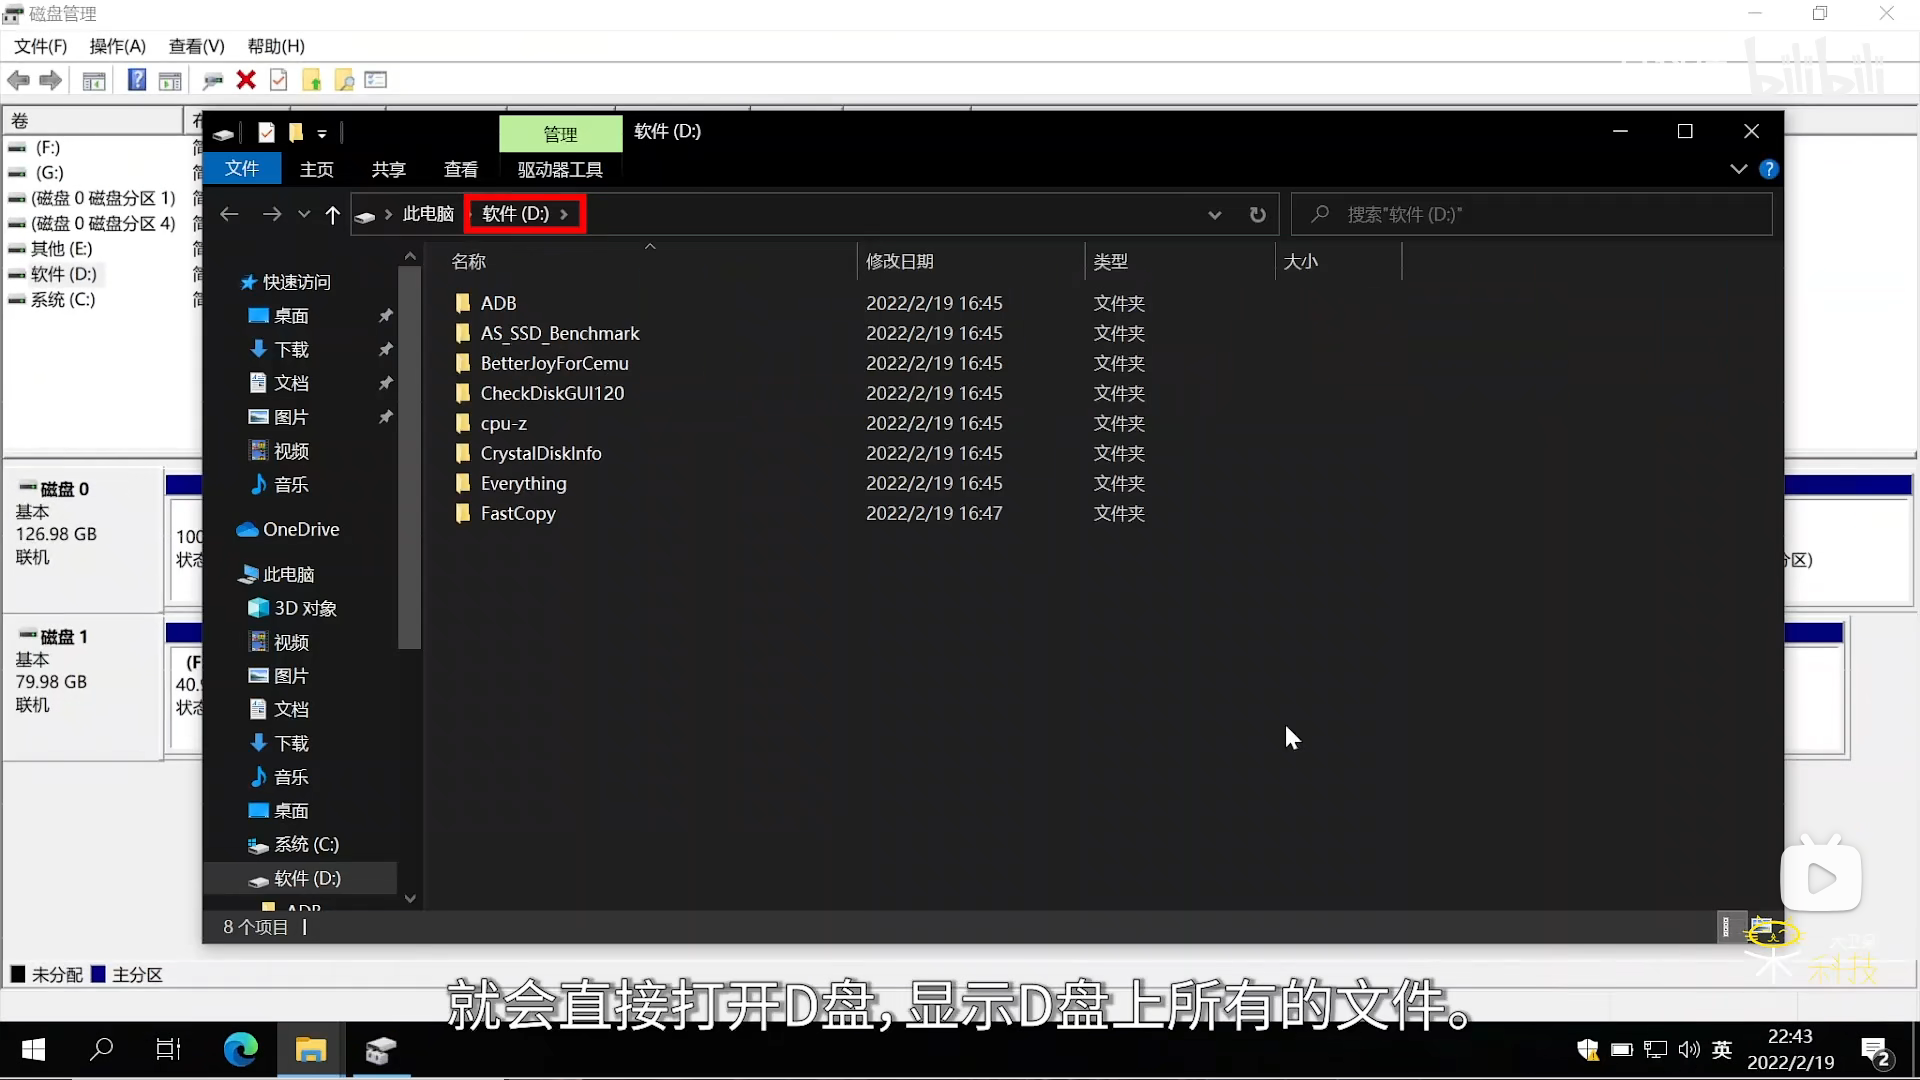 磁盘管理
文件(F) 操作(A) 查看(V) 帮助(H)
bilibili
卷
(F:)
(G:)
(磁盘 0 磁盘分区 1)
(磁盘 0 磁盘分区 4)
其他 (E:)
软件 (D:)
系统 (C:)
磁盘 0
基本
126.98 GB
联机
100
状态
磁盘 1
基本
79.98 GB
联机
(F
40.
状态
分区)
未分配 主分区
管理 软件 (D:)
文件 主页 共享 查看 驱动器工具
此电脑 软件 (D:)
搜索"软件 (D:)"
快速访问
桌面
下载
文档
图片
视频
音乐
OneDrive
此电脑
3D 对象
视频
图片
文档
下载
音乐
桌面
系统 (C:)
软件 (D:)
ADB
名称 修改日期 类型 大小
ADB 2022/2/19 16:45 文件夹
AS_SSD_Benchmark 2022/2/19 16:45 文件夹
BetterJoyForCemu 2022/2/19 16:45 文件夹
CheckDiskGUI120 2022/2/19 16:45 文件夹
cpu-z 2022/2/19 16:45 文件夹
CrystalDiskInfo 2022/2/19 16:45 文件夹
Everything 2022/2/19 16:45 文件夹
FastCopy 2022/2/19 16:47 文件夹
8 个项目
科技
就会直接打开D盘,显示D盘上所有的文件。
英
22:43
2022/2/19
2